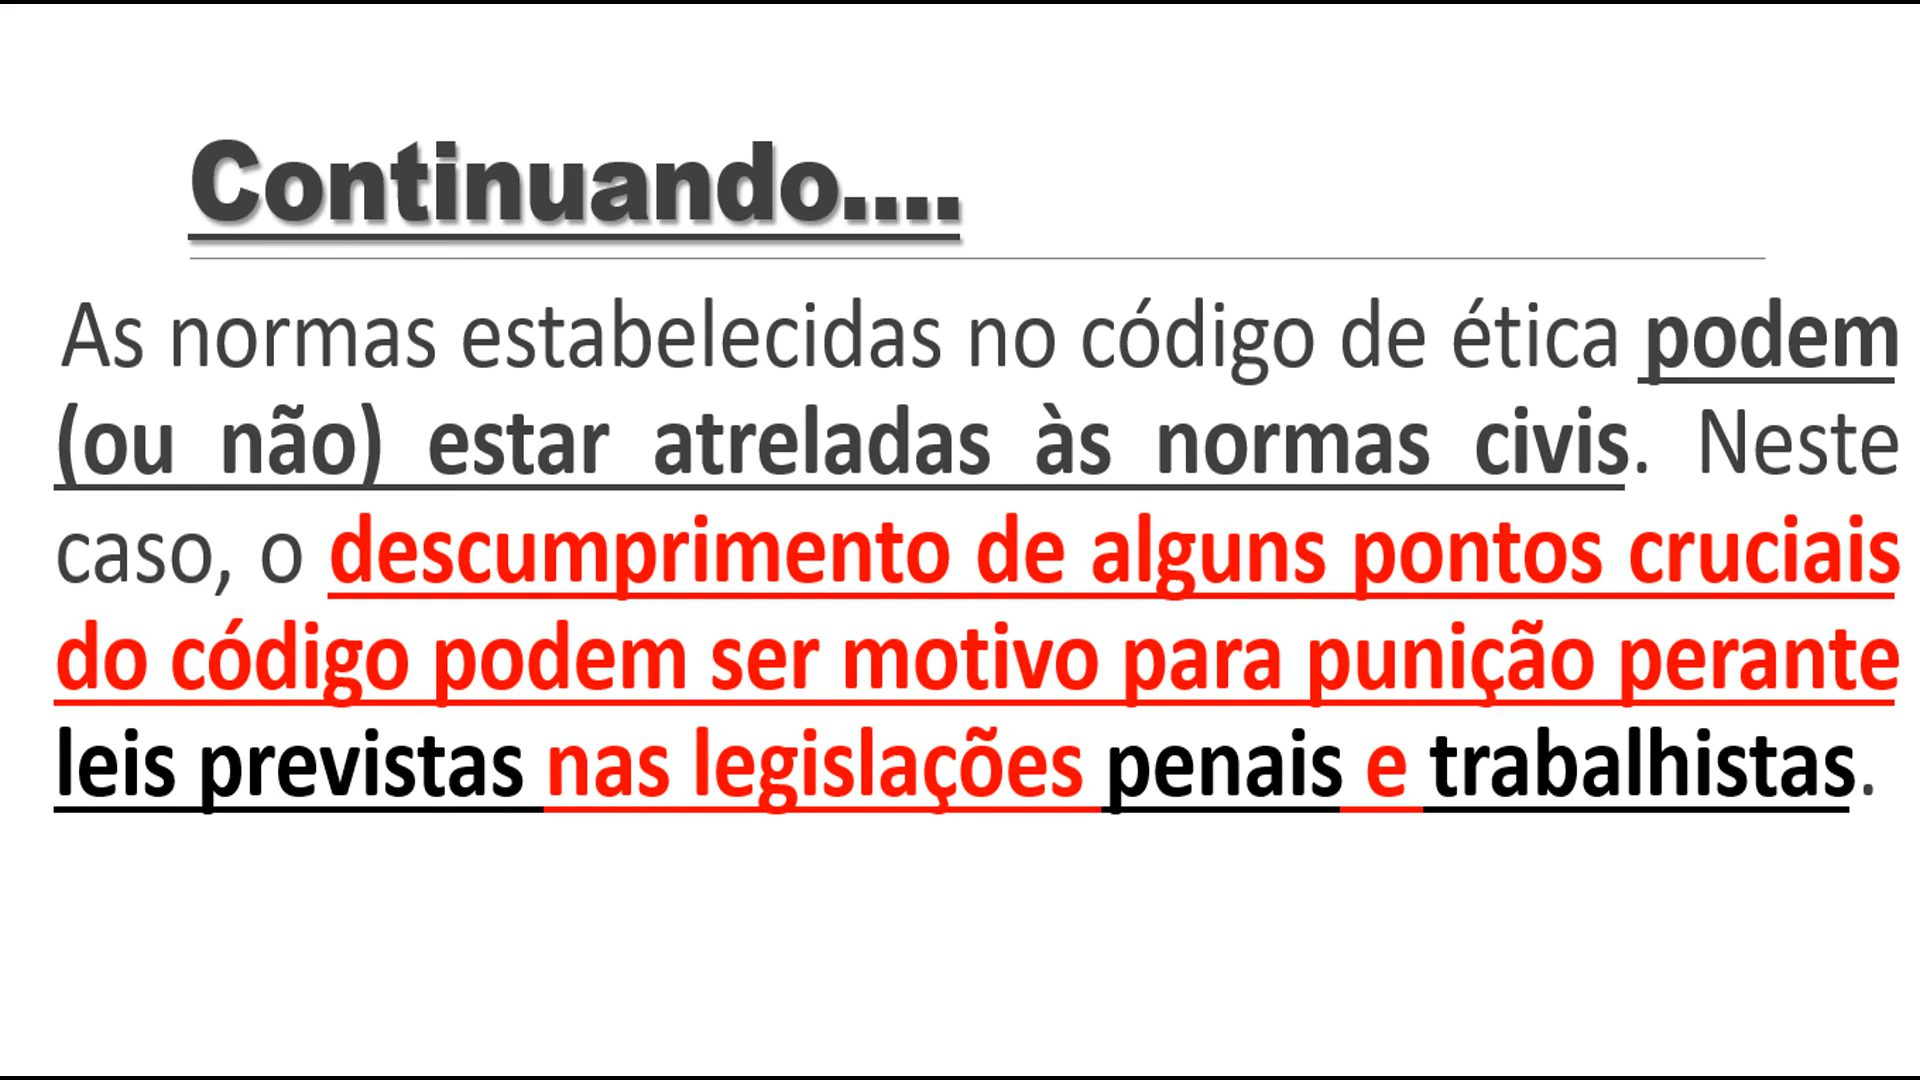 Continuando....
As normas estabelecidas no código de ética podem
(ou não) estar atreladas às normas civis. Neste
caso, o descumprimento de alguns pontos cruciais
do código podem ser motivo para punição perante
leis previstas nas legislações penais e trabalhistas.